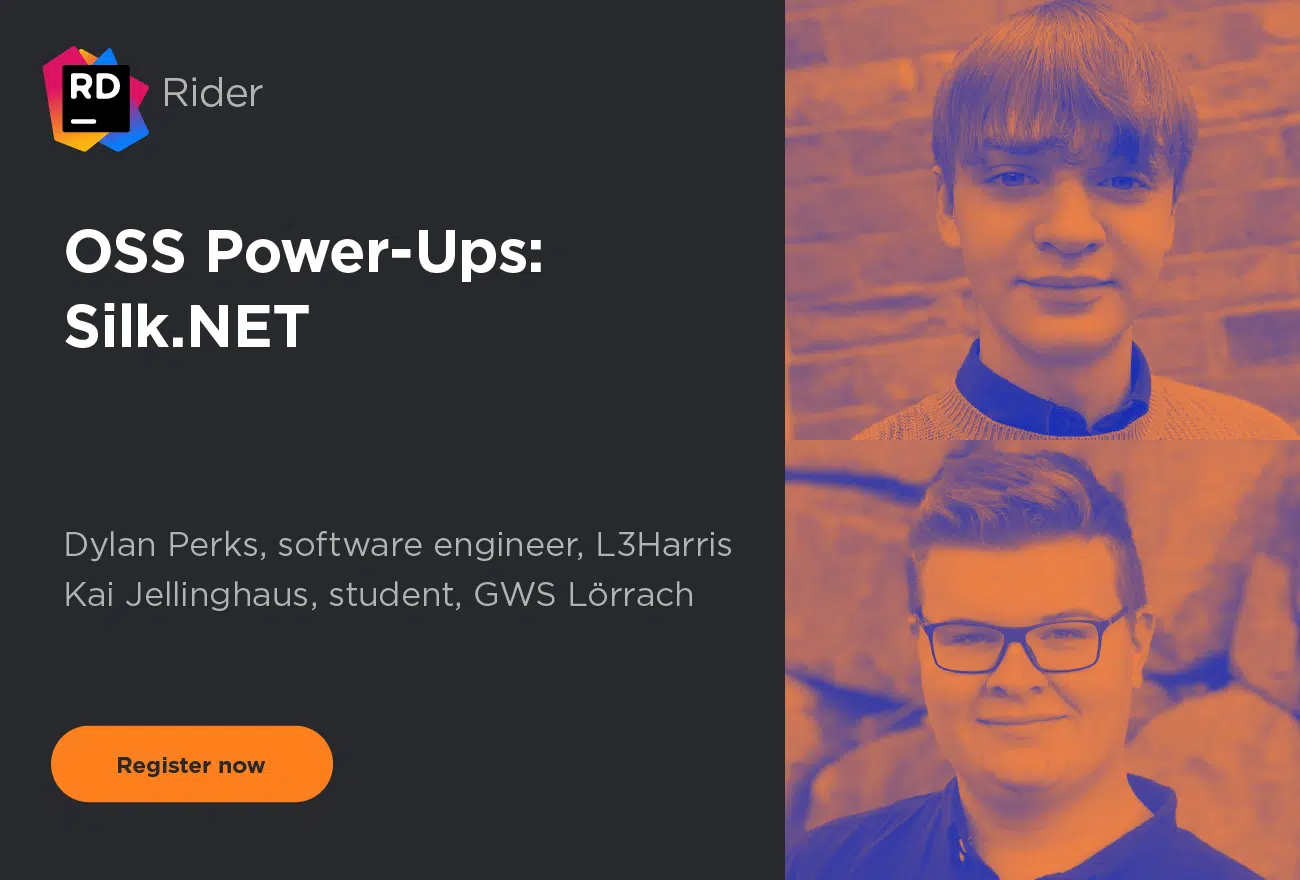 RD
Rider
OSS Power-Ups:
Silk.NET
Dylan Perks, software engineer, L3Harris
Kai Jellinghaus, student, GWS Lörrach
Register now